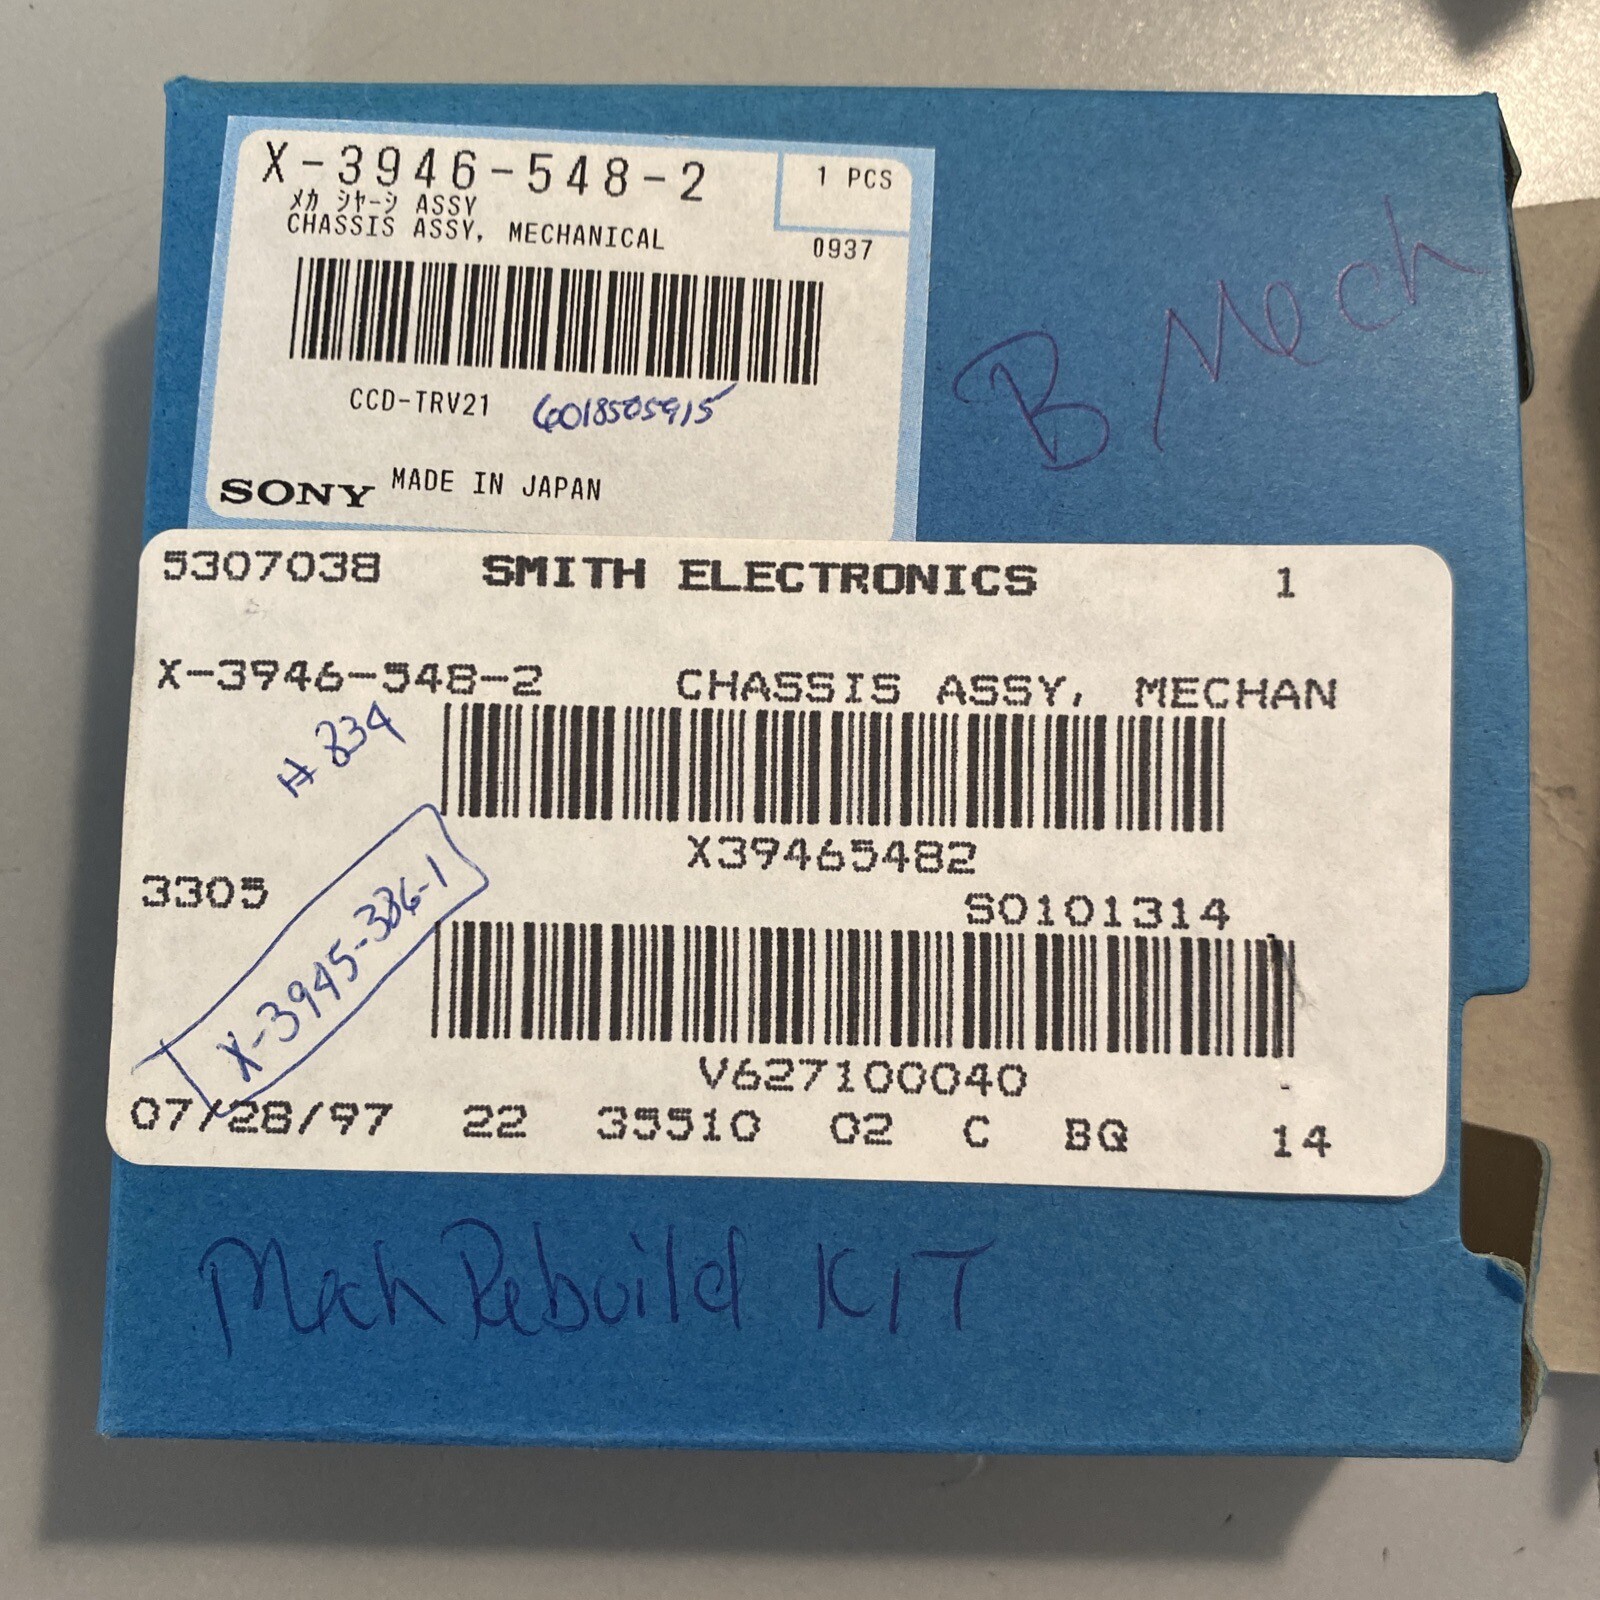 X-3946-548-2
1 PCS
ﾒｶ ｼﾔｰｼ ASSY
CHASSIS ASSY, MECHANICAL
0937
B Mech
CCD-TRV21 6018505915
SONY MADE IN JAPAN
5307038 SMITH ELECTRONICS 1
X-3946-548-2 CHASSIS ASSY, MECHAN
# 834
X39465482
3305
S0101314
X-3945-336-1
V627100040
07/28/97 22 35510 02 C BQ 14
Mech Rebuild KIT